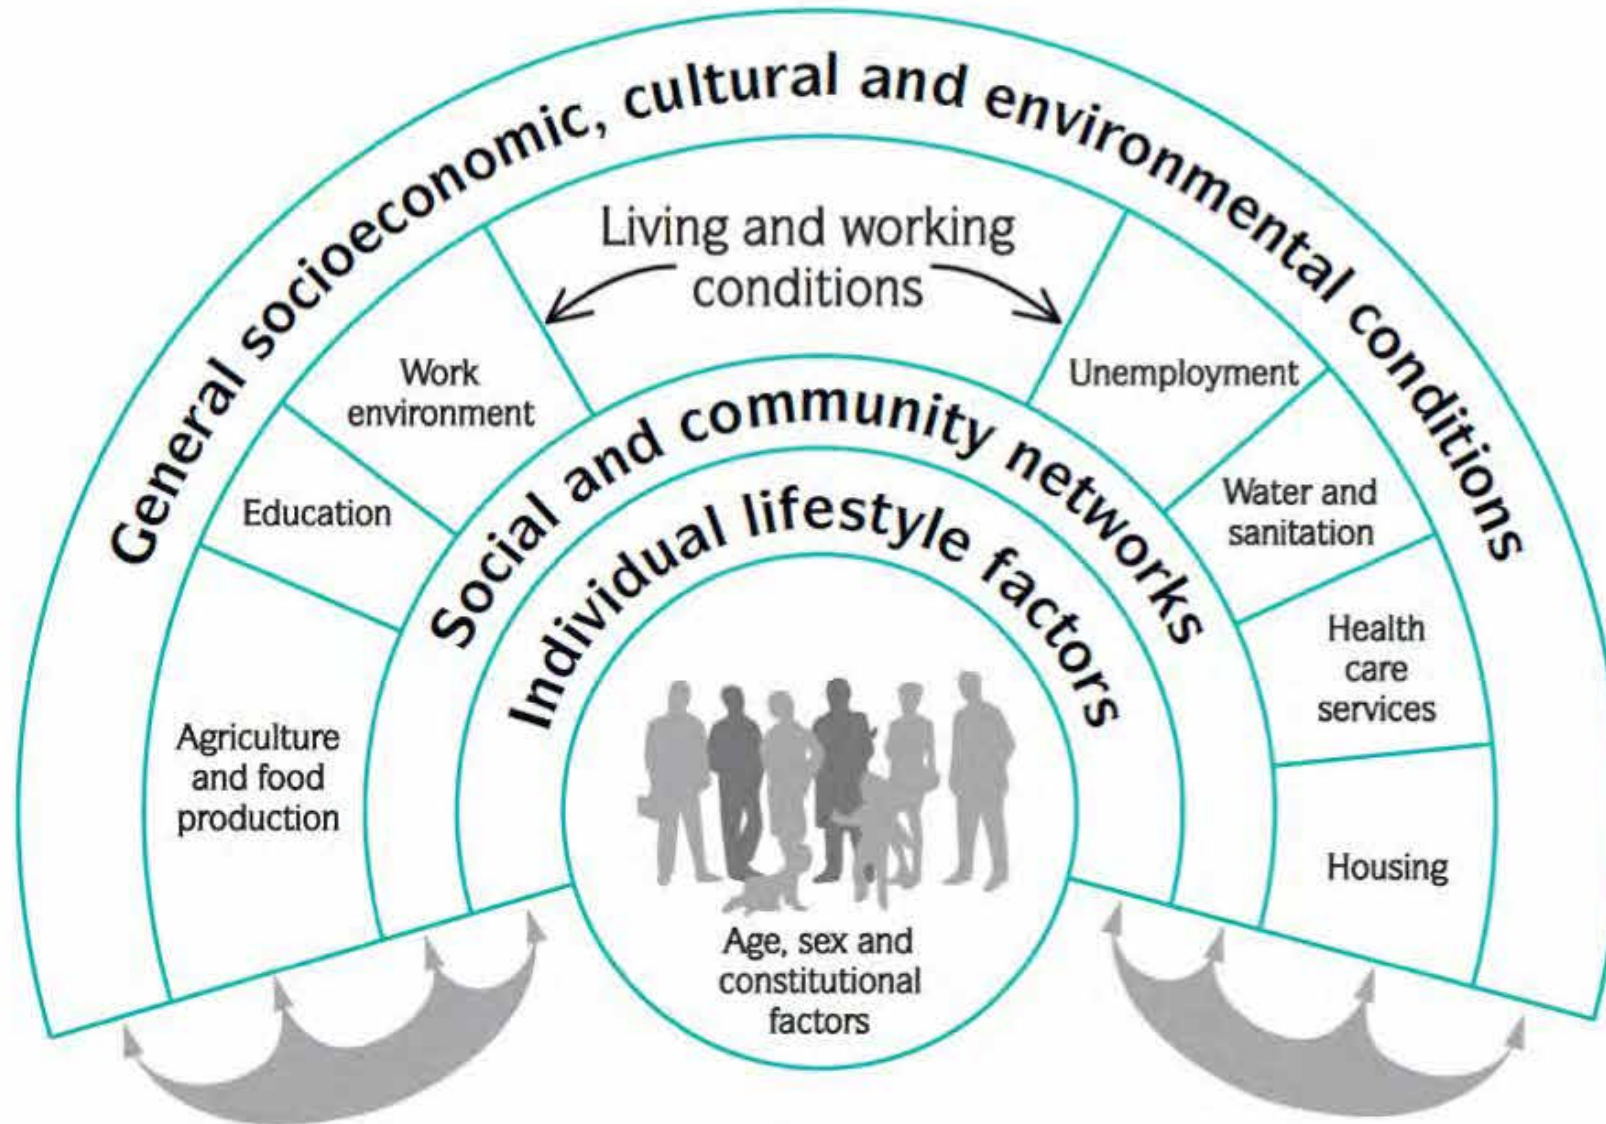 General socioeconomic, cultural and environmental conditions
Living and working
conditions
Work
environment
Unemployment
Education
Water and
sanitation
Agriculture
and food
production
Health
care
services
Housing
Social and community networks
Individual lifestyle factors
Age, sex and
constitutional
factors